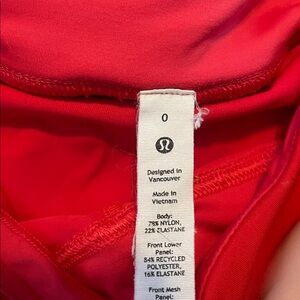 0
Designed in
Vancouver
Made in
Vietnam
Body:
78% NYLON,
22% ELASTANE
Front Lower
Panel:
84% RECYCLED
POLYESTER,
16% ELASTANE
Front Mesh
Panel: